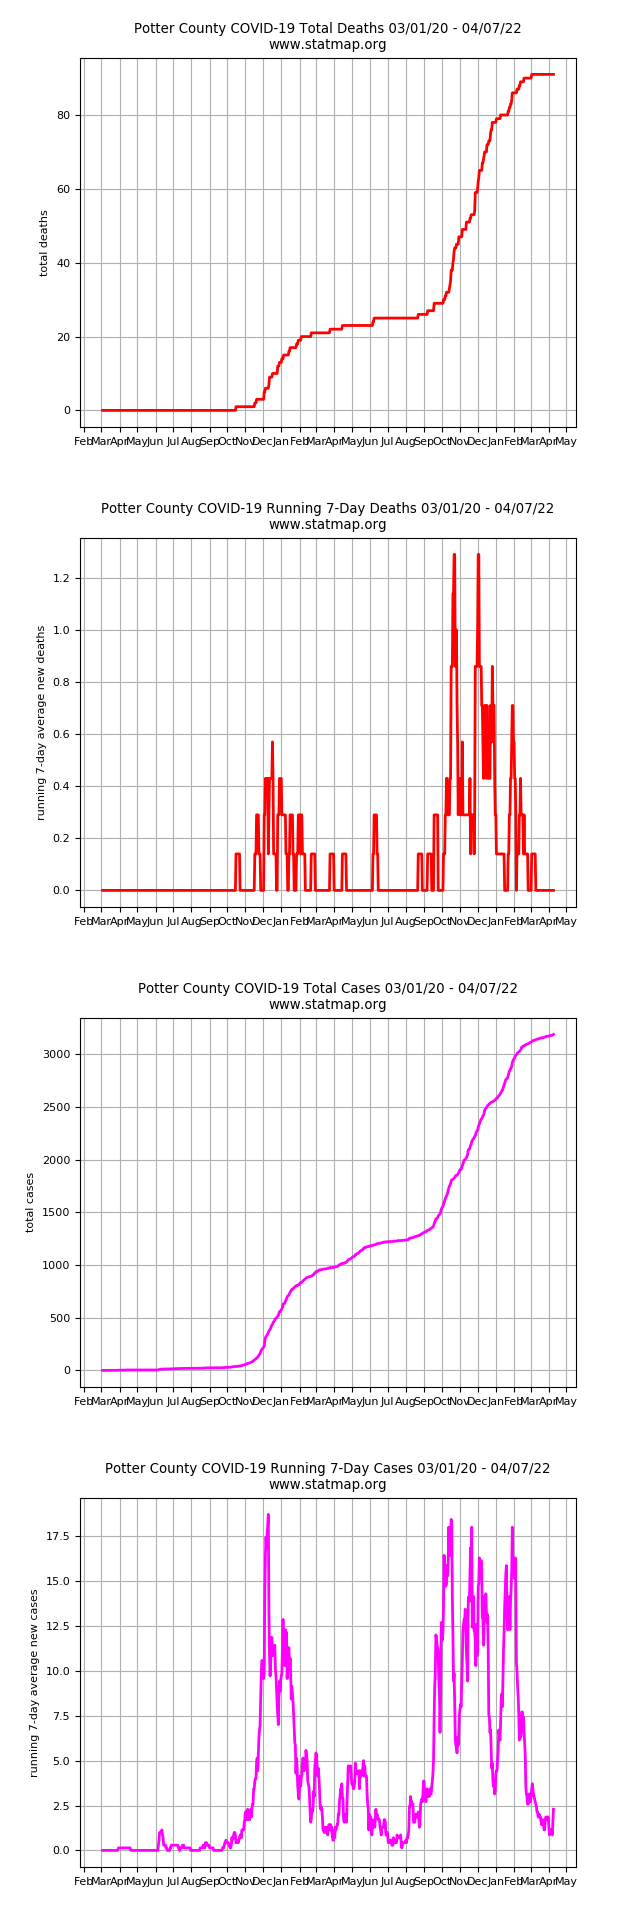 Potter County COVID-19 Total Deaths 03/01/20 - 04/07/22
www.statmap.org
total deaths
80
60
40
20
0
Feb Mar Apr May Jun Jul Aug Sep Oct Nov Dec Jan Feb Mar Apr May Jun Jul Aug Sep Oct Nov Dec Jan Feb Mar Apr May
Potter County COVID-19 Running 7-Day Deaths 03/01/20 - 04/07/22
www.statmap.org
running 7-day average new deaths
1.2
1.0
0.8
0.6
0.4
0.2
0.0
Feb Mar Apr May Jun Jul Aug Sep Oct Nov Dec Jan Feb Mar Apr May Jun Jul Aug Sep Oct Nov Dec Jan Feb Mar Apr May
Potter County COVID-19 Total Cases 03/01/20 - 04/07/22
www.statmap.org
total cases
3000
2500
2000
1500
1000
500
0
Feb Mar Apr May Jun Jul Aug Sep Oct Nov Dec Jan Feb Mar Apr May Jun Jul Aug Sep Oct Nov Dec Jan Feb Mar Apr May
Potter County COVID-19 Running 7-Day Cases 03/01/20 - 04/07/22
www.statmap.org
running 7-day average new cases
17.5
15.0
12.5
10.0
7.5
5.0
2.5
0.0
Feb Mar Apr May Jun Jul Aug Sep Oct Nov Dec Jan Feb Mar Apr May Jun Jul Aug Sep Oct Nov Dec Jan Feb Mar Apr May